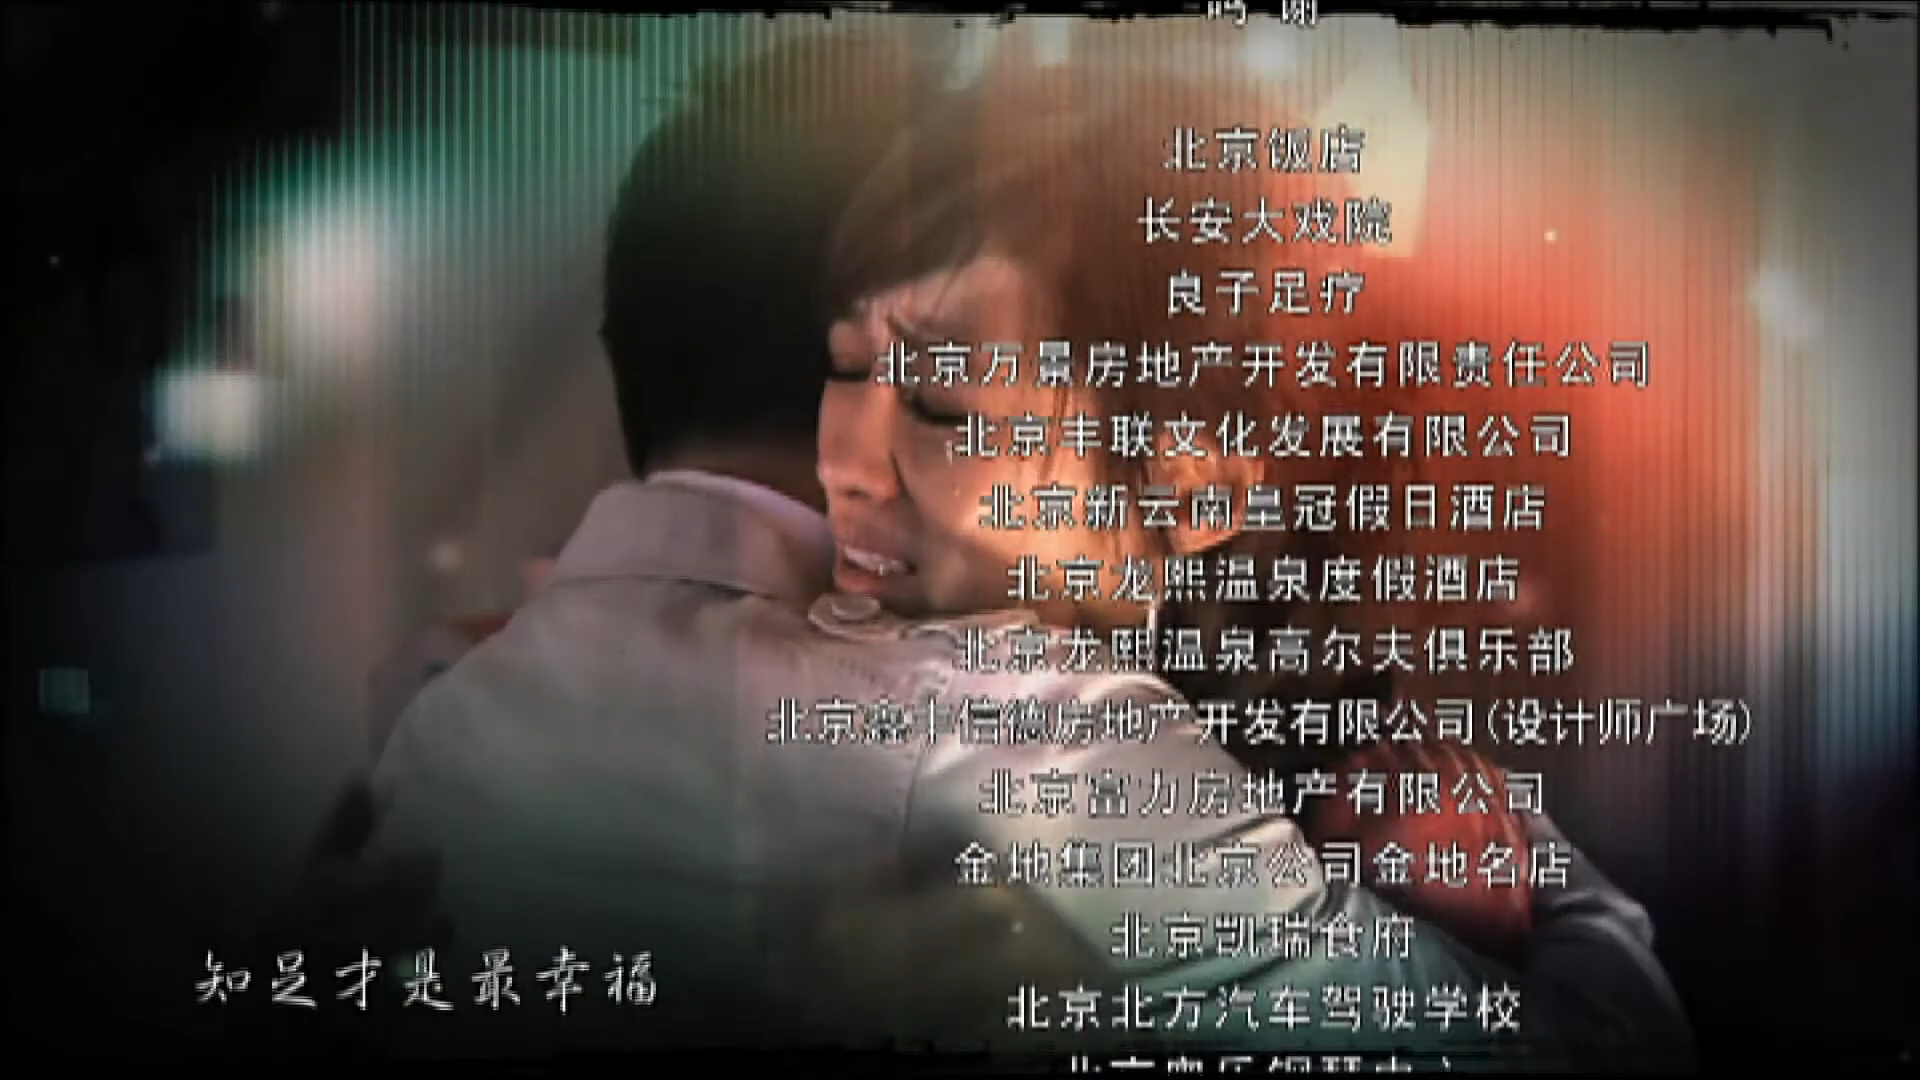 鸣谢
北京饭店
长安大戏院
良子足疗
北京万景房地产开发有限责任公司
北京丰联文化发展有限公司
北京新云南皇冠假日酒店
北京龙熙温泉度假酒店
北京龙熙温泉高尔夫俱乐部
北京鑫丰信德房地产开发有限公司(设计师广场)
北京富力房地产有限公司
金地集团北京公司金地名店
北京凯瑞食府
北京北方汽车驾驶学校
知足才是最幸福